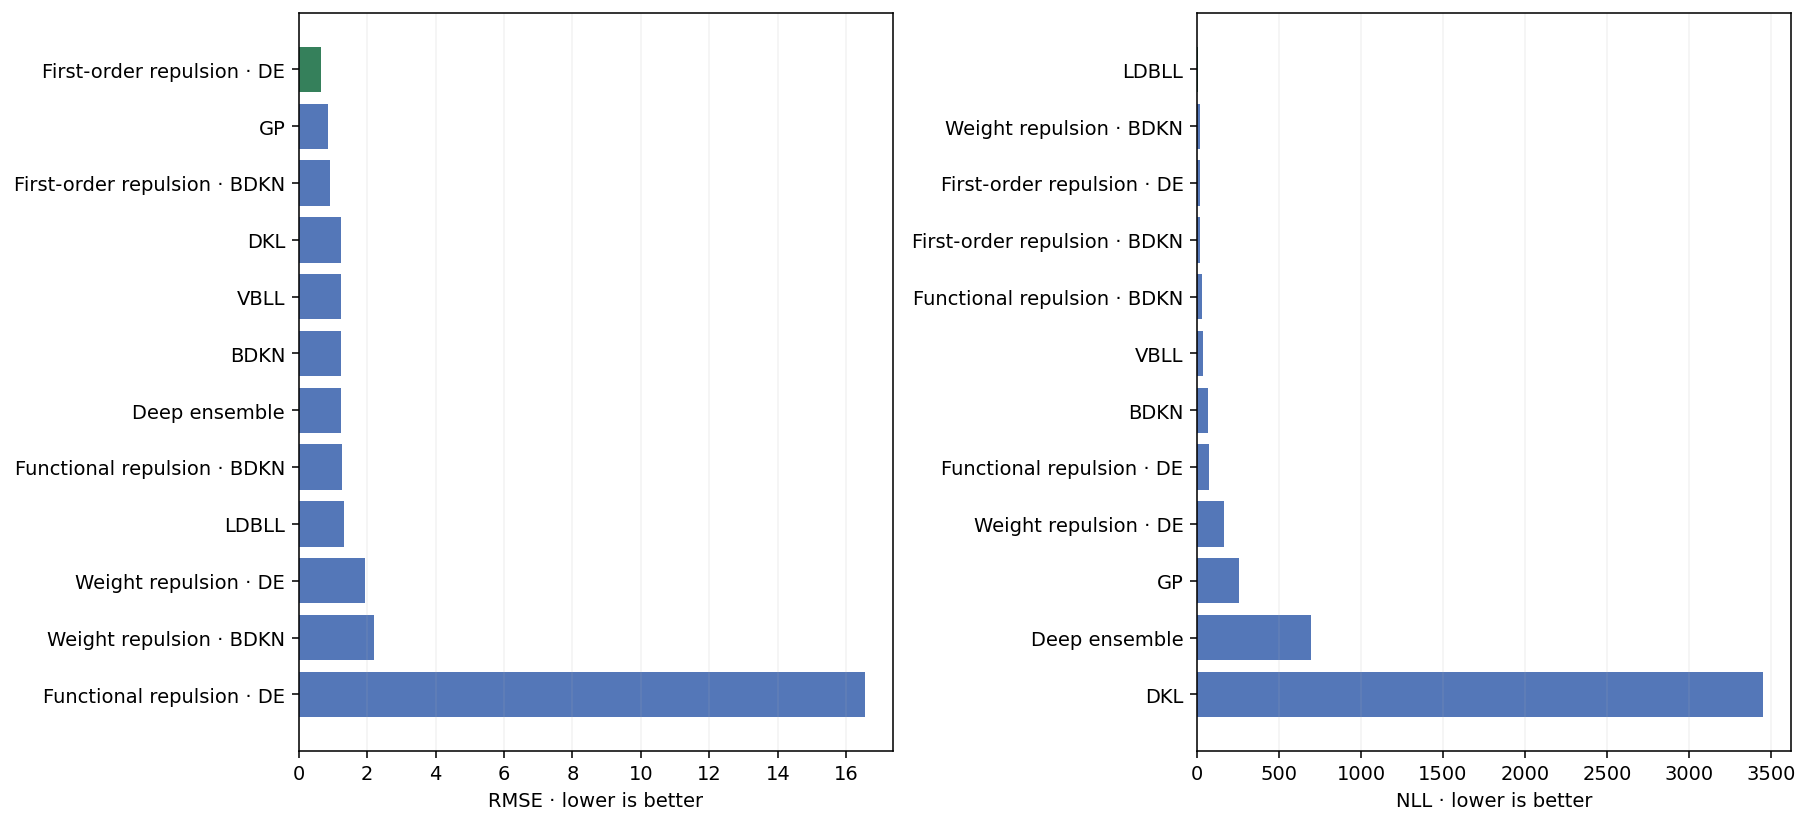 First-order repulsion · DE
GP
First-order repulsion · BDKN
DKL
VBLL
BDKN
Deep ensemble
Functional repulsion · BDKN
LDBLL
Weight repulsion · DE
Weight repulsion · BDKN
Functional repulsion · DE
0 2 4 6 8 10 12 14 16
RMSE · lower is better
LDBLL
Weight repulsion · BDKN
First-order repulsion · DE
First-order repulsion · BDKN
Functional repulsion · BDKN
VBLL
BDKN
Functional repulsion · DE
Weight repulsion · DE
GP
Deep ensemble
DKL
0 500 1000 1500 2000 2500 3000 3500
NLL · lower is better